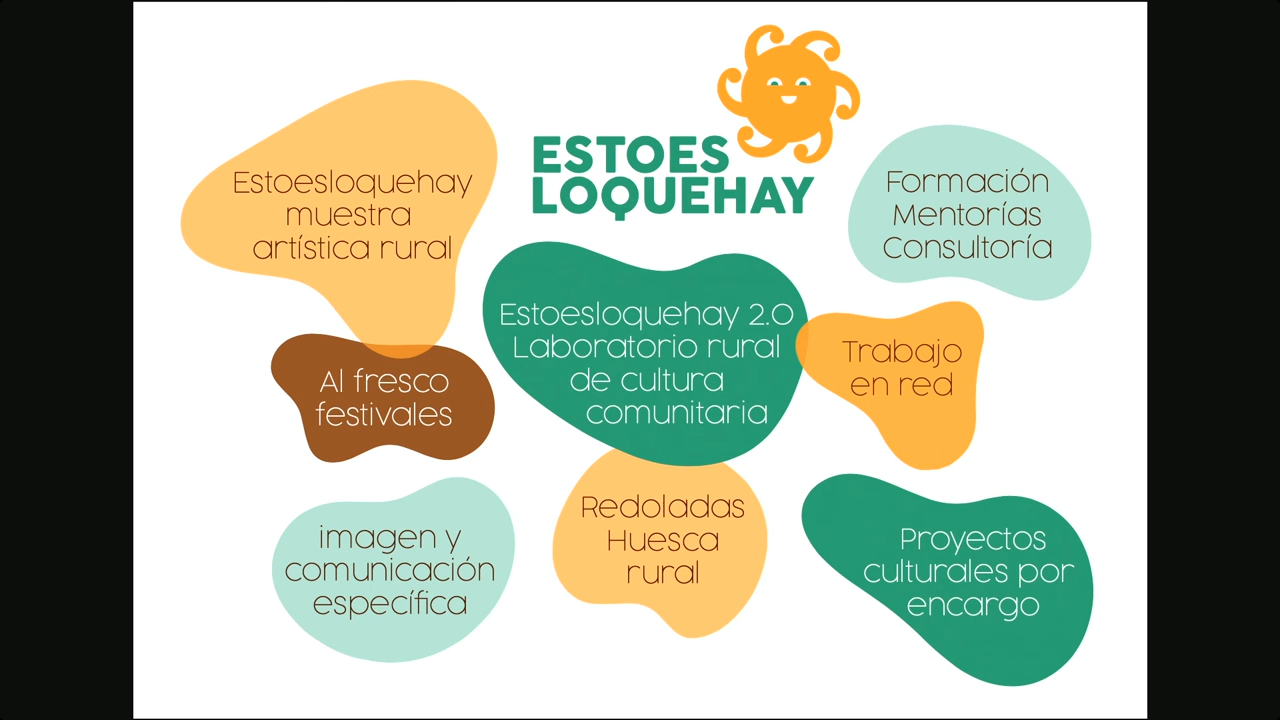 ESTOES
LOQUEHAY
Estoesloquehay
muestra
artística rural
Formación
Mentorías
Consultoría
Estoesloquehay 2.0
Laboratorio rural
de cultura
comunitaria
Trabajo
en red
Al fresco
festivales
Redoladas
Huesca
rural
imagen y
comunicación
específica
Proyectos
culturales por
encargo